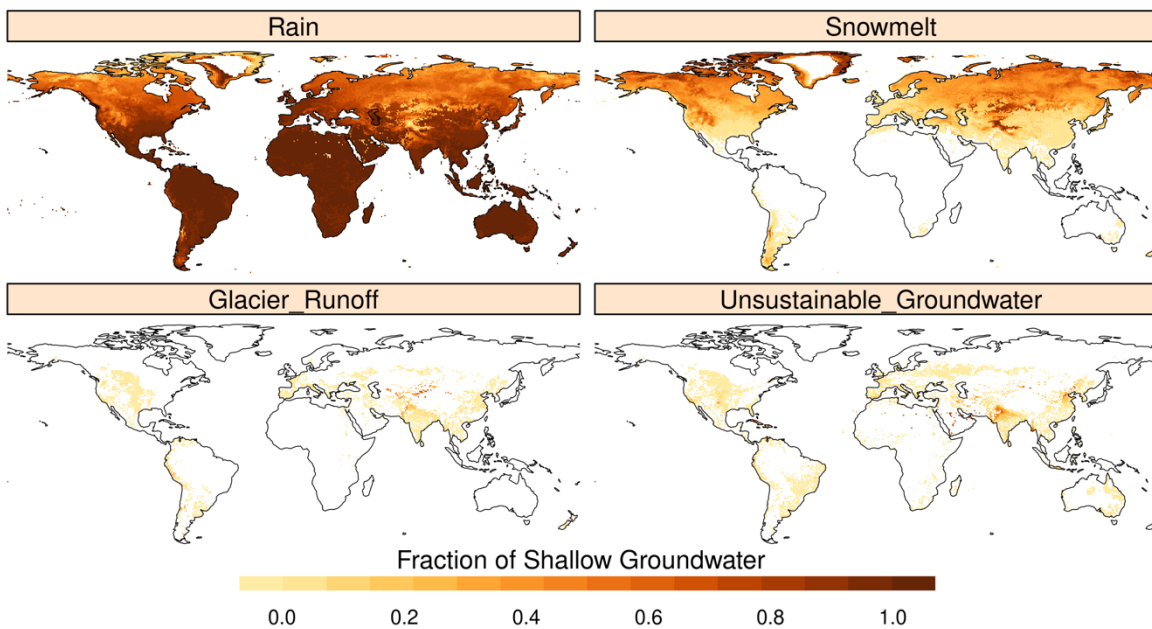 Rain
Snowmelt
Glacier_Runoff
Unsustainable_Groundwater
Fraction of Shallow Groundwater
0.0 0.2 0.4 0.6 0.8 1.0